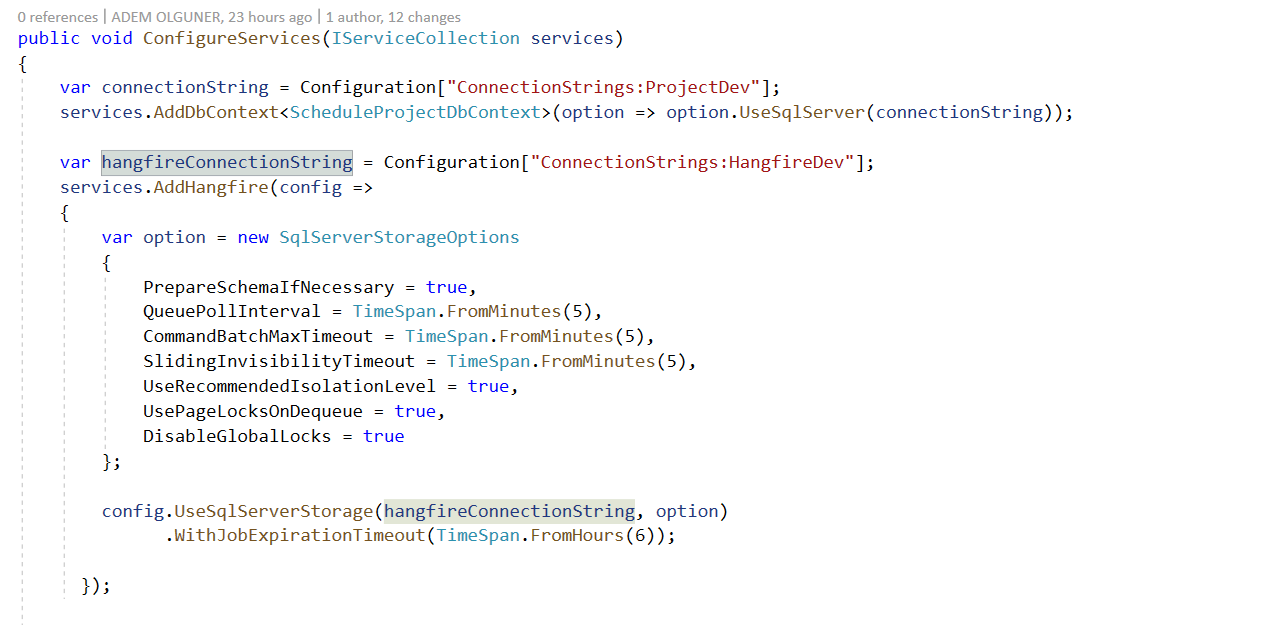 0 references | ADEM OLGUNER, 23 hours ago | 1 author, 12 changes
public void ConfigureServices(IServiceCollection services)
{
var connectionString = Configuration["ConnectionStrings:ProjectDev"];
services.AddDbContext<ScheduleProjectDbContext>(option => option.UseSqlServer(connectionString));
var hangfireConnectionString = Configuration["ConnectionStrings:HangfireDev"];
services.AddHangfire(config =>
{
var option = new SqlServerStorageOptions
{
PrepareSchemaIfNecessary = true,
QueuePollInterval = TimeSpan.FromMinutes(5),
CommandBatchMaxTimeout = TimeSpan.FromMinutes(5),
SlidingInvisibilityTimeout = TimeSpan.FromMinutes(5),
UseRecommendedIsolationLevel = true,
UsePageLocksOnDequeue = true,
DisableGlobalLocks = true
};
config.UseSqlServerStorage(hangfireConnectionString, option)
.WithJobExpirationTimeout(TimeSpan.FromHours(6));
});